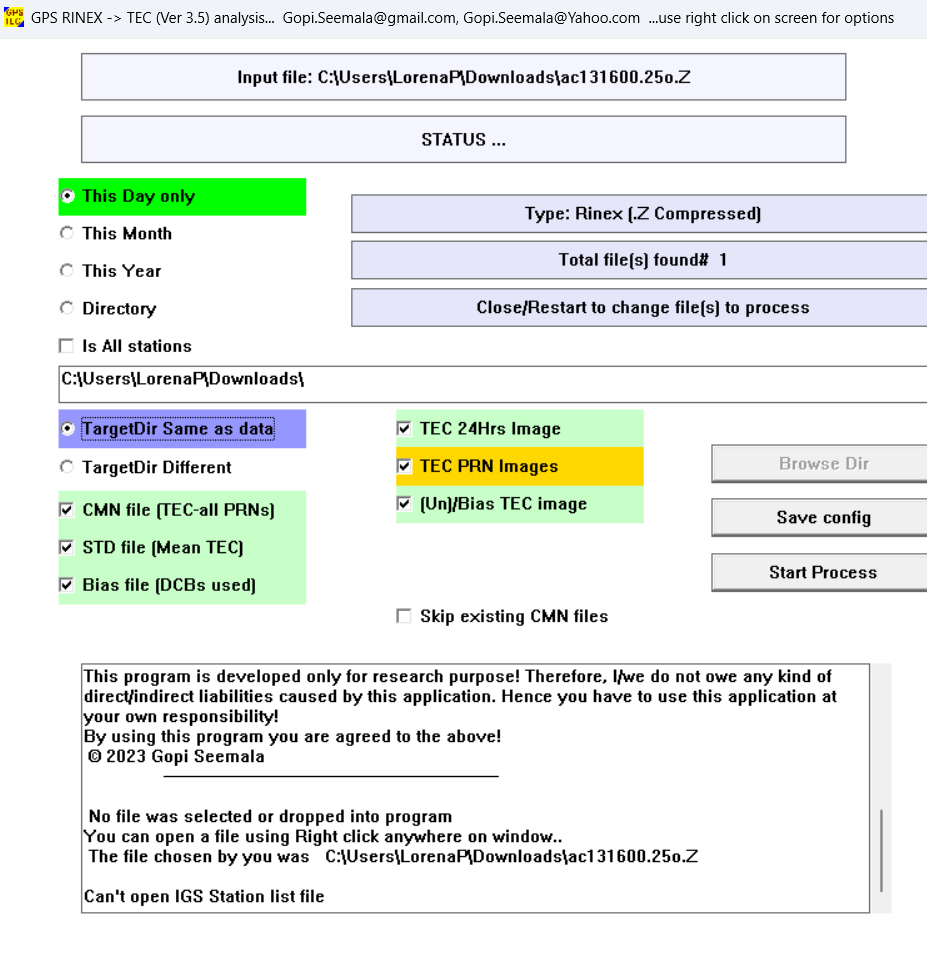 GPS RINEX -> TEC (Ver 3.5) analysis... Gopi.Seemala@gmail.com, Gopi.Seemala@Yahoo.com ...use right click on screen for options
Input file: C:\Users\LorenaP\Downloads\ac131600.25o.Z
STATUS ...
This Day only
This Month
This Year
Directory
Is All stations
Type: Rinex (.Z Compressed)
Total file(s) found# 1
Close/Restart to change file(s) to process
C:\Users\LorenaP\Downloads\
TargetDir Same as data
TargetDir Different
CMN file (TEC-all PRNs)
STD file (Mean TEC)
Bias file (DCBs used)
TEC 24Hrs Image
TEC PRN Images
(Un)/Bias TEC image
Skip existing CMN files
Browse Dir
Save config
Start Process
This program is developed only for research purpose! Therefore, I/we do not owe any kind of
direct/indirect liabilities caused by this application. Hence you have to use this application at
your own responsibility!
By using this program you are agreed to the above!
© 2023 Gopi Seemala
No file was selected or dropped into program
You can open a file using Right click anywhere on window..
The file chosen by you was C:\Users\LorenaP\Downloads\ac131600.25o.Z
Can't open IGS Station list file